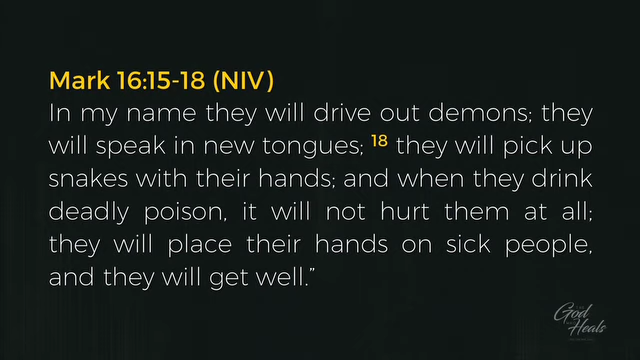 Mark 16:15-18 (NIV)
In my name they will drive out demons; they
will speak in new tongues; 18 they will pick up
snakes with their hands; and when they drink
deadly poison, it will not hurt them at all;
they will place their hands on sick people,
and they will get well.”
God
Heals